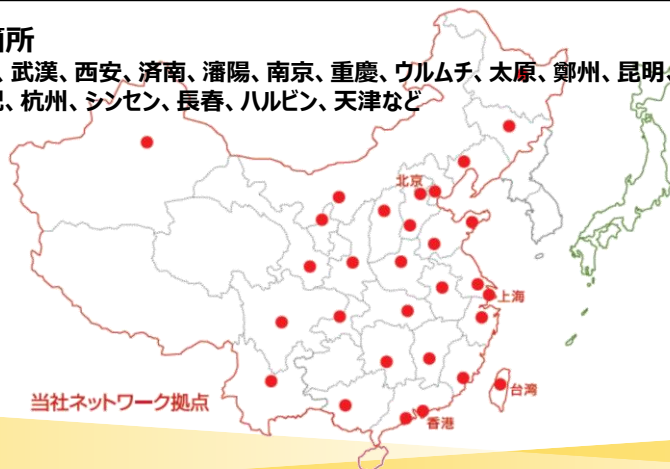 箇所
、武漢、西安、済南、瀋陽、南京、重慶、ウルムチ、太原、鄭州、昆明、
、杭州、シンセン、長春、ハルビン、天津など
北京
上海
台湾
香港
当社ネットワーク拠点